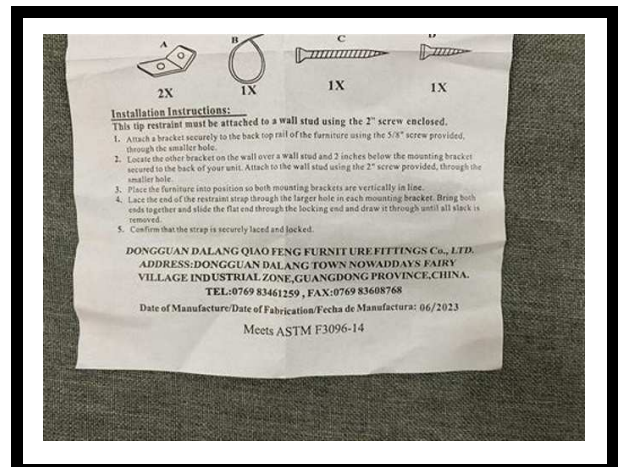 A B C D
2X 1X 1X 1X
Installation Instructions:
This tip restraint must be attached to a wall stud using the 2" screw enclosed.
1. Attach a bracket securely to the back top rail of the furniture using the 5/8" screw provided,
through the smaller hole.
2. Locate the other bracket on the wall over a wall stud and 2 inches below the mounting bracket
secured to the back of your unit. Attach to the wall stud using the 2" screw provided, through the
smaller hole.
3. Place the furniture into position so both mounting brackets are vertically in line.
4. Lace the end of the restraint strap through the larger hole in each mounting bracket. Bring both
ends together and slide the flat end through the locking end and draw it through until all slack is
removed.
5. Confirm that the strap is securely laced and locked.
DONGGUAN DALANG QIAO FENG FURNIT URE FITTINGS Co., LTD.
ADDRESS:DONGGUAN DALANG TOWN NOWADDAYS FAIRY
VILLAGE INDUSTRIAL ZONE,GUANGDONG PROVINCE,CHINA.
TEL:0769 83461259 , FAX:0769 83608768
Date of Manufacture/Date of Fabrication/Fecha de Manufactura: 06/2023
Meets ASTM F3096-14